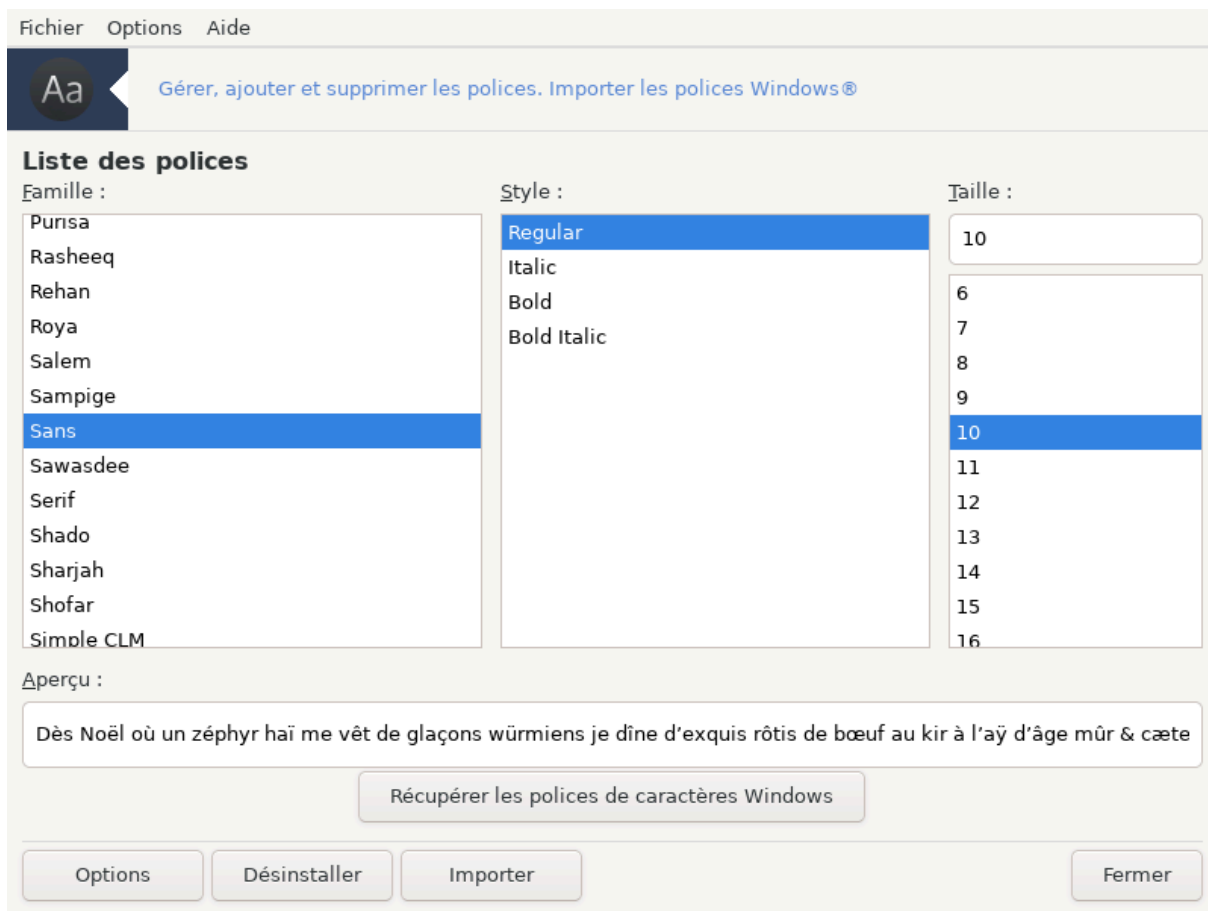 Fichier Options Aide
Aa
Gérer, ajouter et supprimer les polices. Importer les polices Windows®
Liste des polices
Famille :
Purisa
Rasheeq
Rehan
Roya
Salem
Sampige
Sans
Sawasdee
Serif
Shado
Sharjah
Shofar
Simple CLM
Style :
Regular
Italic
Bold
Bold Italic
Taille :
10
6
7
8
9
10
11
12
13
14
15
16
Aperçu :
Dès Noël où un zéphyr haï me vêt de glaçons würmiens je dîne d’exquis rôtis de bœuf au kir à l’aÿ d’âge mûr & cæte
Récupérer les polices de caractères Windows
Options Désinstaller Importer Fermer